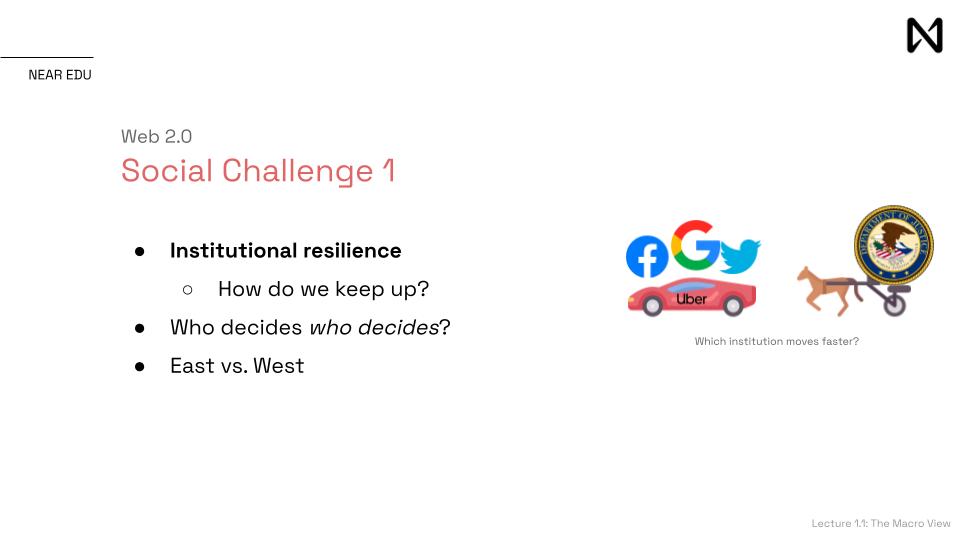 NEAR EDU
Web 2.0
Social Challenge 1
● Institutional resilience
○ How do we keep up?
● Who decides who decides?
● East vs. West
DEPARTMENT OF JUSTICE
Uber
Which institution moves faster?
Lecture 1.1: The Macro View